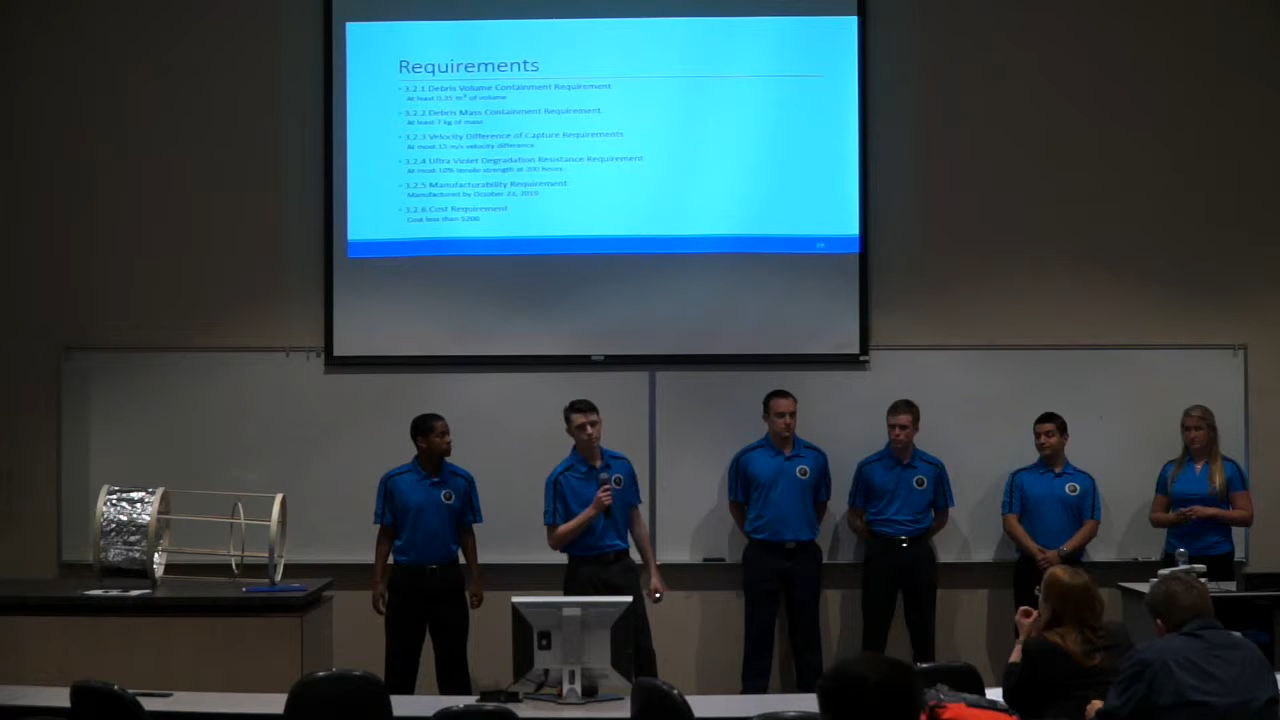 Requirements
3.2.1 Debris Volume Containment Requirement
At least 0.35 m³ of volume
3.2.2 Debris Mass Containment Requirement
At least 7 kg of mass
3.2.3 Velocity Difference of Capture Requirements
At most 15 m/s velocity difference
3.2.4 Ultra Violet Degradation Resistance Requirement
At most 10% tensile strength at 300 hours
3.2.5 Manufacturability Requirement
Manufactured by October 23, 2019
3.2.6 Cost Requirement
Cost less than $200